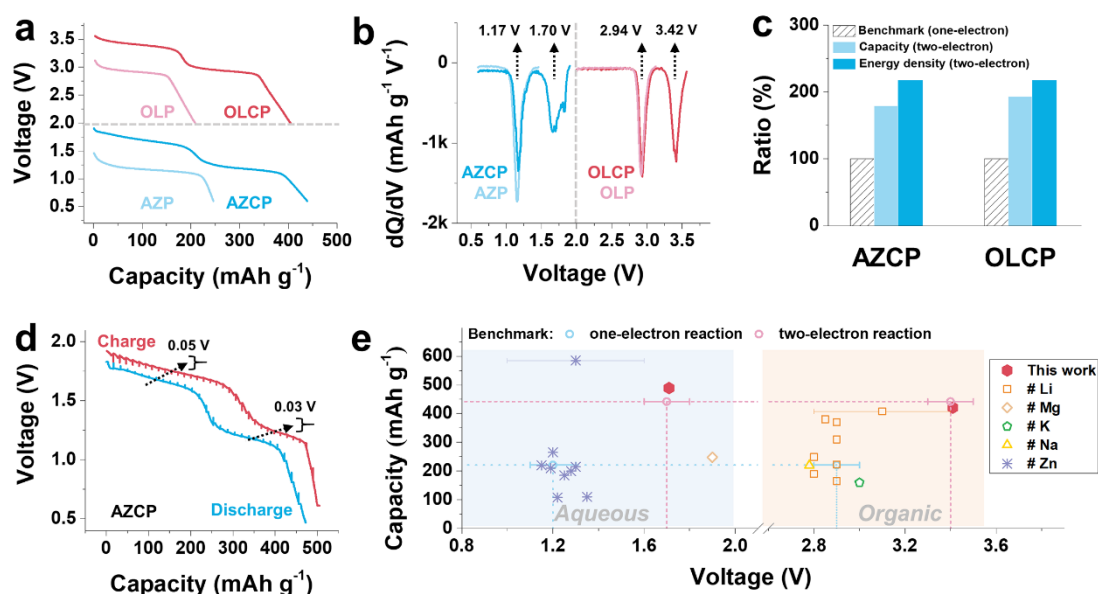 a
Voltage (V)
3.5
3.0
2.5
2.0
1.5
1.0
0.5
OLP
OLCP
AZP
AZCP
0 100 200 300 400 500
Capacity (mAh g⁻¹)
b
dQ/dV (mAh g⁻¹ V⁻¹)
1.17 V 1.70 V 2.94 V 3.42 V
0
-1k
-2k
AZCP
AZP
OLCP
OLP
0.5 1.0 1.5 2.0 2.5 3.0 3.5
Voltage (V)
c
Ratio (%)
300
200
100
0
Benchmark (one-electron)
Capacity (two-electron)
Energy density (two-electron)
AZCP OLCP
d
Voltage (V)
2.0
1.5
1.0
0.5
Charge
0.05 V
0.03 V
AZCP
Discharge
0 100 200 300 400 500
Capacity (mAh g⁻¹)
e
Benchmark: one-electron reaction two-electron reaction
Capacity (mAh g⁻¹)
600
500
400
300
200
100
0
Aqueous
Organic
0.8 1.2 1.6 2.0 2.8 3.2 3.6
Voltage (V)
This work
# Li
# Mg
# K
# Na
# Zn